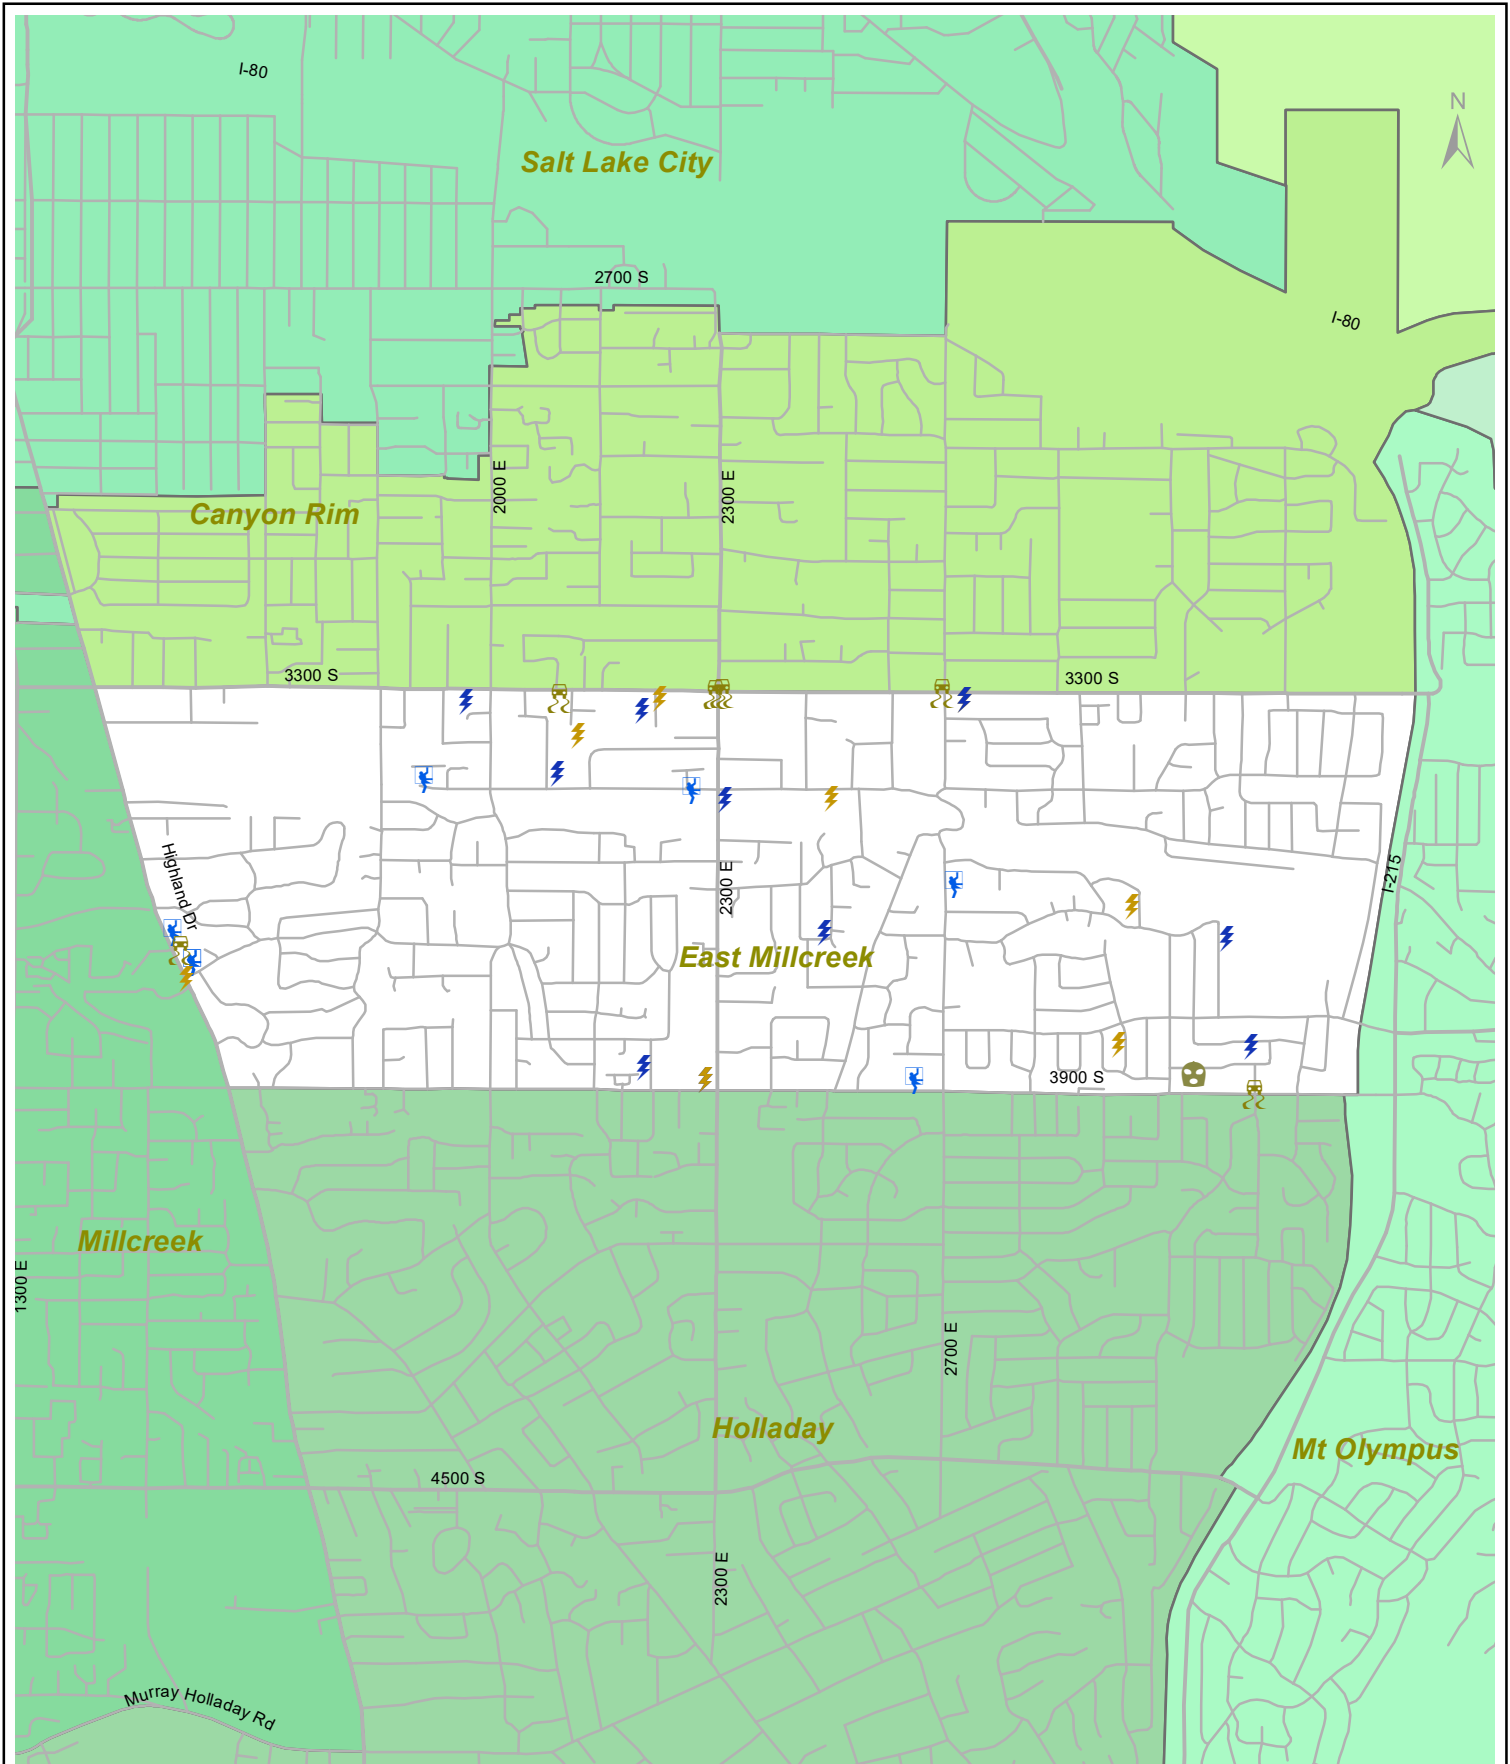 I-80
N
Salt Lake City
2700 S
I-80
2000 E
2300 E
Canyon Rim
3300 S
3300 S
Highland Dr
2300 E
I-215
East Millcreek
3900 S
Millcreek
1300 E
2700 E
Holladay
Mt Olympus
4500 S
2300 E
Murray Holladay Rd